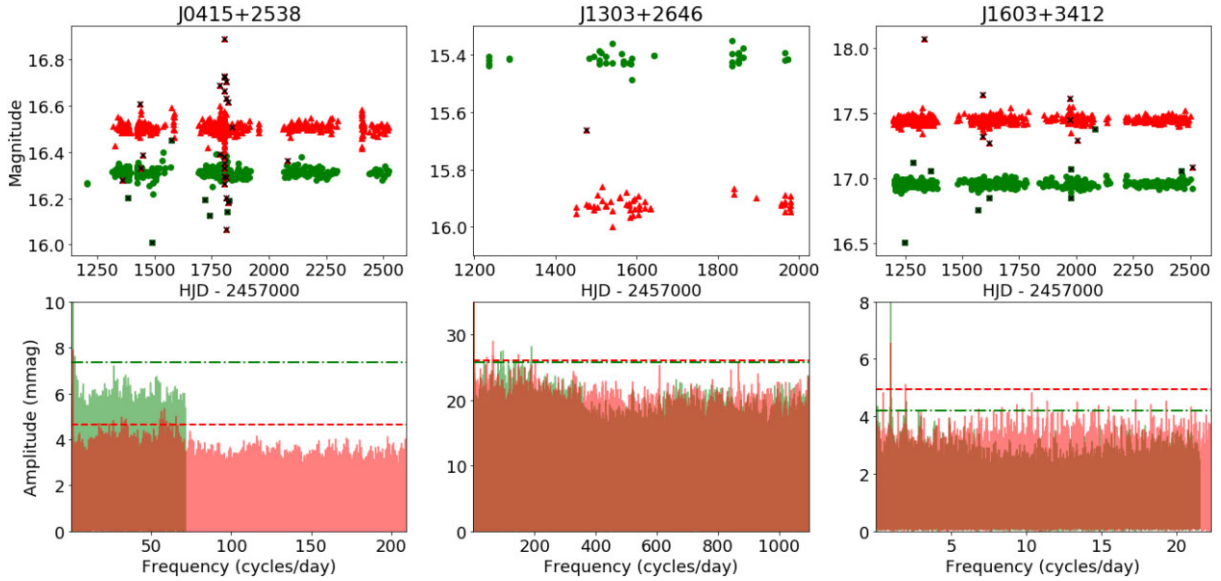 J0415+2538 J1303+2646 J1603+3412
Magnitude
16.8
16.6
16.4
16.2
16.0
1250 1500 1750 2000 2250 2500
15.4
15.6
15.8
16.0
1200 1400 1600 1800 2000
18.0
17.5
17.0
16.5
1250 1500 1750 2000 2250 2500
HJD - 2457000 HJD - 2457000 HJD - 2457000
Amplitude (mmag)
10
8
6
4
2
0
50 100 150 200
30
20
10
0
200 400 600 800 1000
8
6
4
2
0
5 10 15 20
Frequency (cycles/day) Frequency (cycles/day) Frequency (cycles/day)